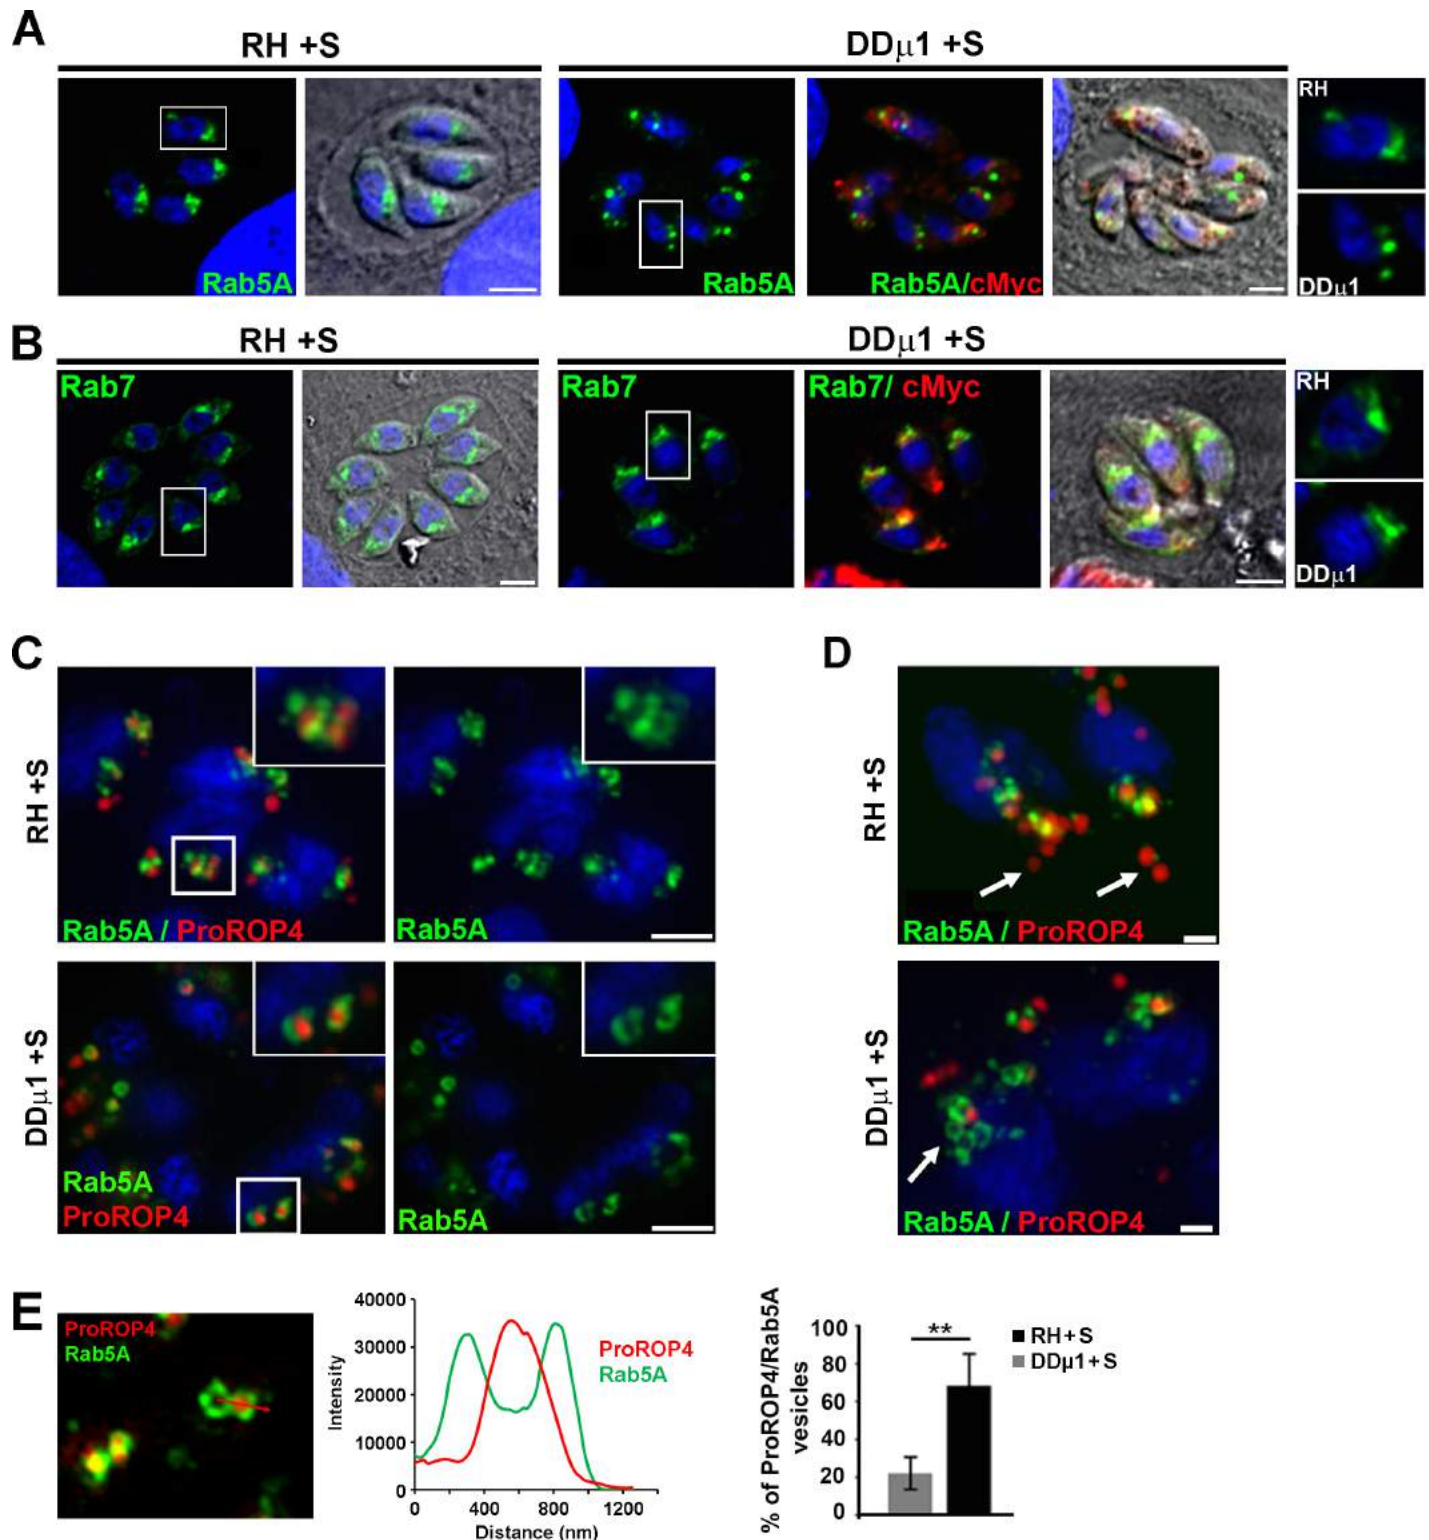 A
RH +S
DDµ1 +S
Rab5A
Rab5A
Rab5A/cMyc
RH
DDµ1
B
RH +S
DDµ1 +S
Rab7
Rab7
Rab7/ cMyc
RH
DDµ1
C
RH +S
Rab5A / ProROP4
Rab5A
DDµ1 +S
Rab5A
ProROP4
Rab5A
D
RH +S
Rab5A / ProROP4
DDµ1 +S
Rab5A / ProROP4
E
ProROP4
Rab5A
Intensity
40000
30000
20000
10000
0
0 400 800 1200
Distance (nm)
ProROP4
Rab5A
% of ProROP4/Rab5A
vesicles
100
80
60
40
20
0
**
RH+S
DDµ1+S